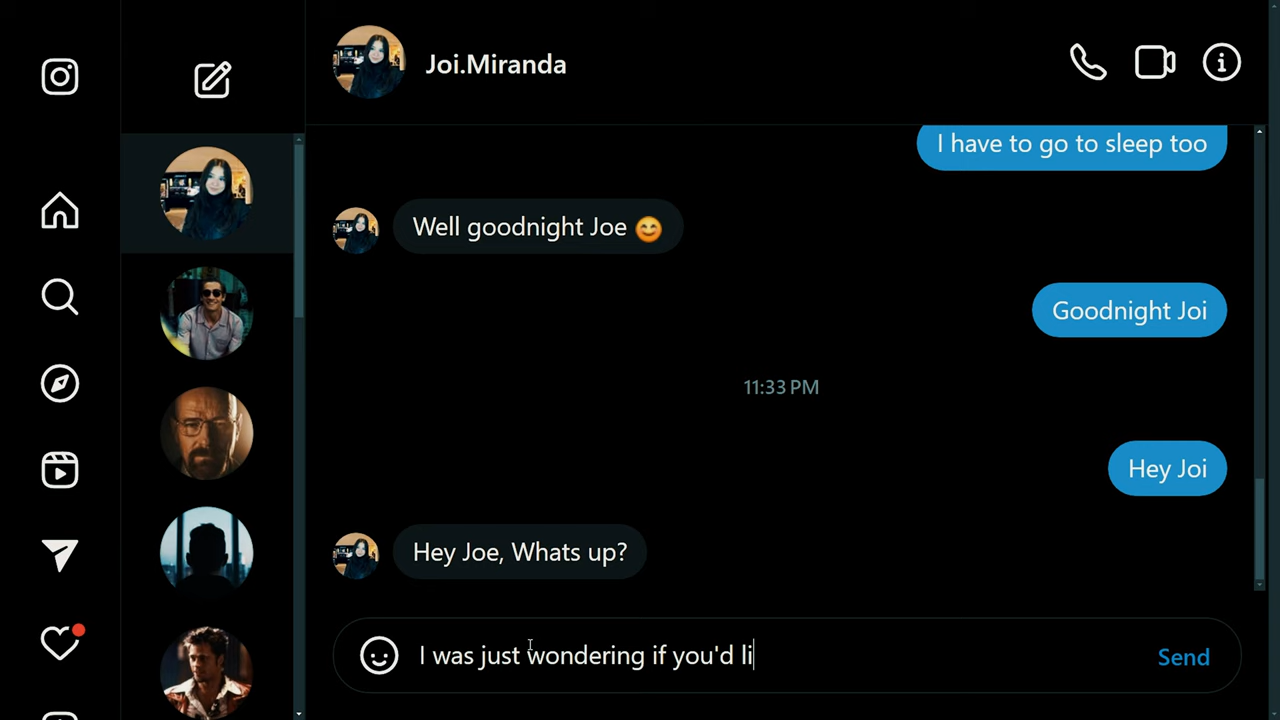 Joi.Miranda
I have to go to sleep too
Well goodnight Joe 😊
Goodnight Joi
11:33 PM
Hey Joi
Hey Joe, Whats up?
I was just wondering if you'd li
Send